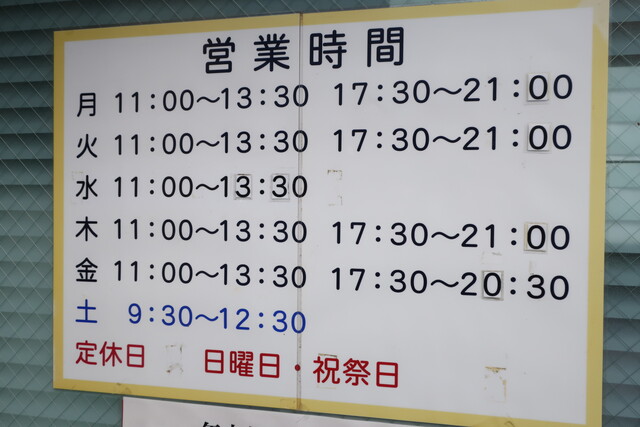 営業時間
月 11:00～13:30 17:30～21:00
火 11:00～13:30 17:30～21:00
水 11:00～13:30
木 11:00～13:30 17:30～21:00
金 11:00～13:30 17:30～20:30
土 9:30～12:30
定休日 日曜日・祝祭日